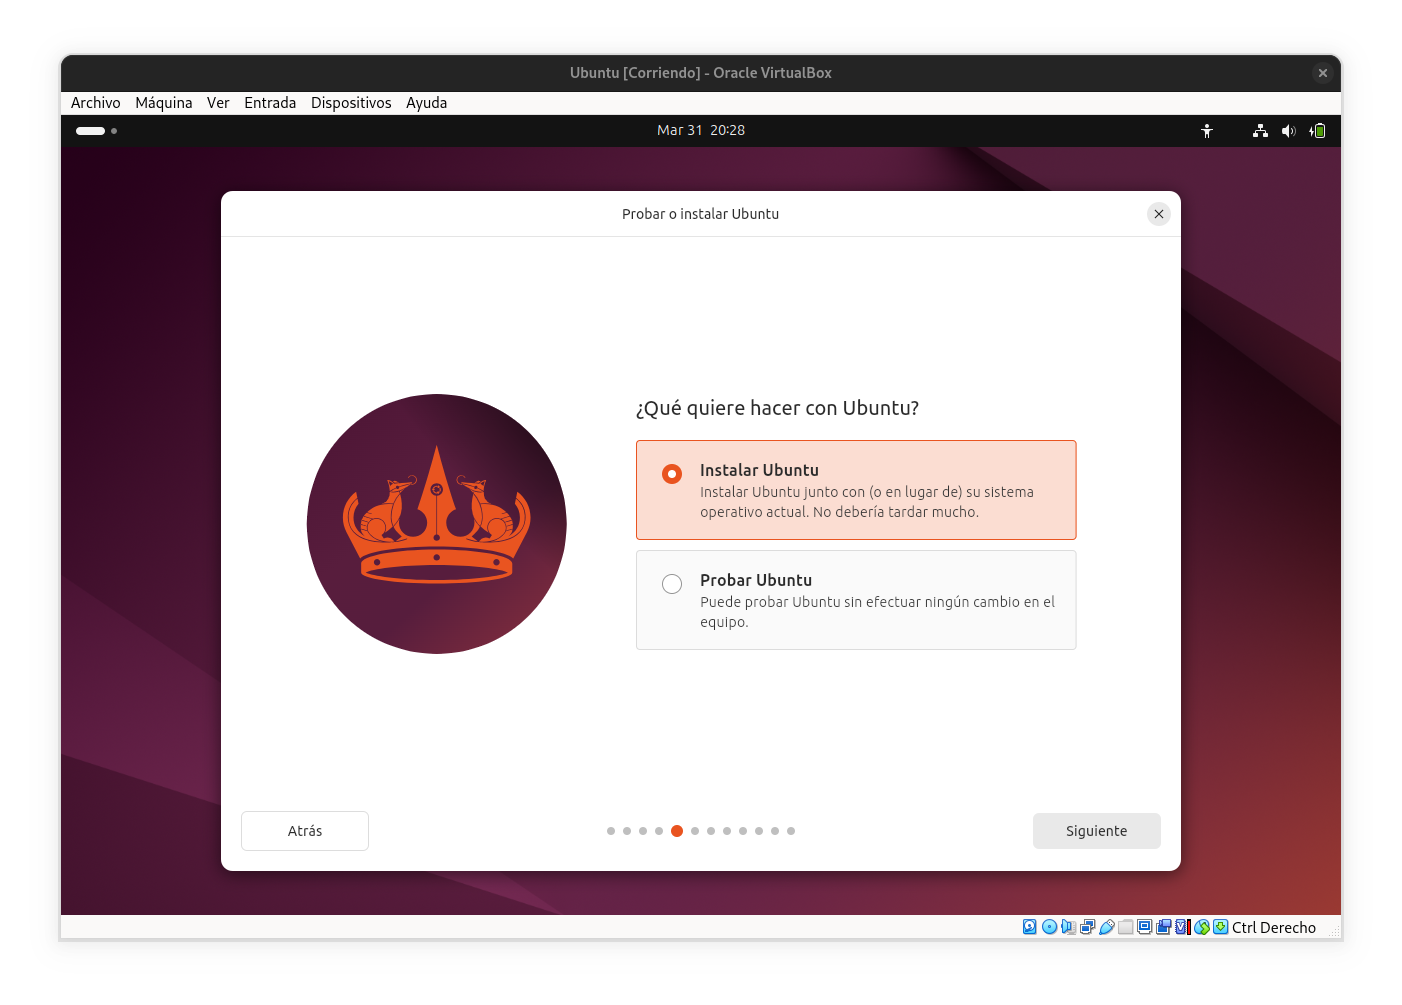 Ubuntu [Corriendo] - Oracle VirtualBox
Archivo Máquina Ver Entrada Dispositivos Ayuda
Mar 31 20:28
Probar o instalar Ubuntu
¿Qué quiere hacer con Ubuntu?
Instalar Ubuntu
Instalar Ubuntu junto con (o en lugar de) su sistema
operativo actual. No debería tardar mucho.
Probar Ubuntu
Puede probar Ubuntu sin efectuar ningún cambio en el
equipo.
Atrás
Siguiente
Ctrl Derecho